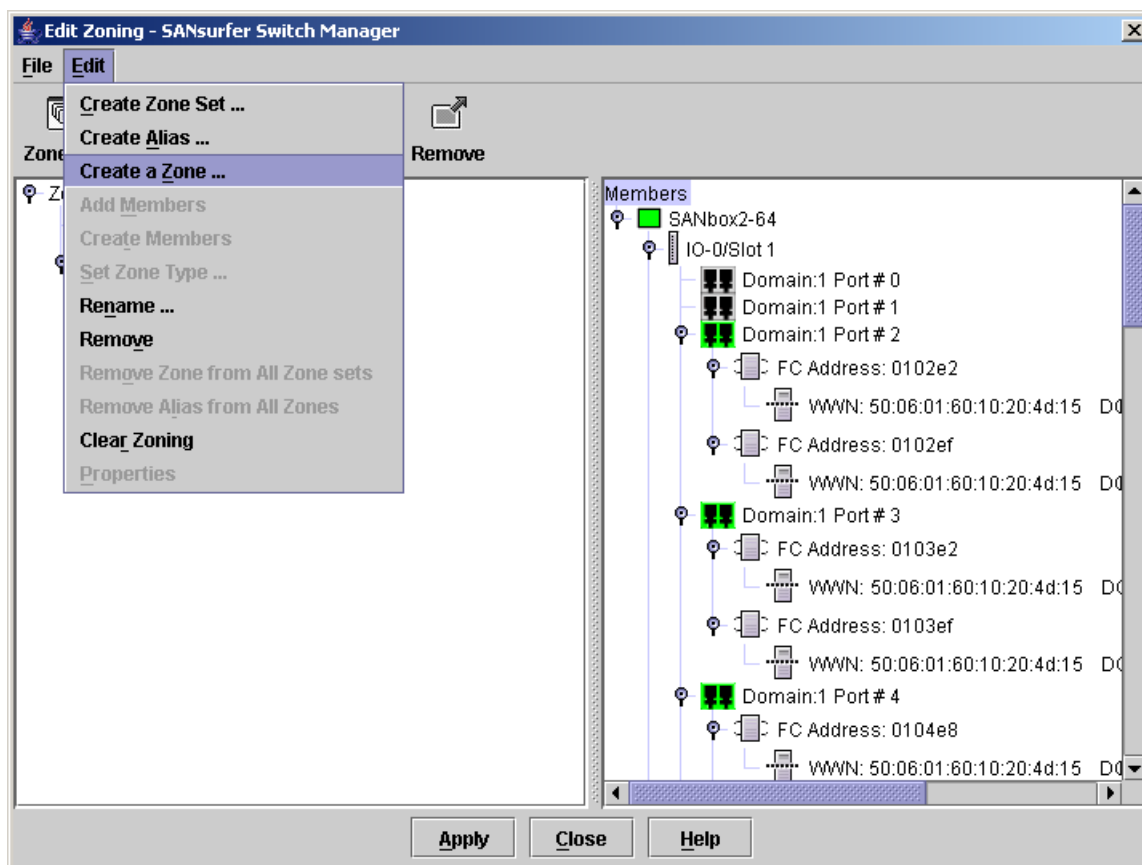 Edit Zoning - SANsurfer Switch Manager
File Edit
Create Zone Set ...
Create Alias ...
Create a Zone ...
Add Members
Create Members
Set Zone Type ...
Rename ...
Remove
Remove Zone from All Zone sets
Remove Alias from All Zones
Clear Zoning
Properties
Zone
Remove
Members
SANbox2-64
IO-0/Slot 1
Domain:1 Port # 0
Domain:1 Port # 1
Domain:1 Port # 2
FC Address: 0102e2
WWN: 50:06:01:60:10:20:4d:15
FC Address: 0102ef
WWN: 50:06:01:60:10:20:4d:15
Domain:1 Port # 3
FC Address: 0103e2
WWN: 50:06:01:60:10:20:4d:15
FC Address: 0103ef
WWN: 50:06:01:60:10:20:4d:15
Domain:1 Port # 4
FC Address: 0104e8
WWN: 50:06:01:60:10:20:4d:15
Apply Close Help